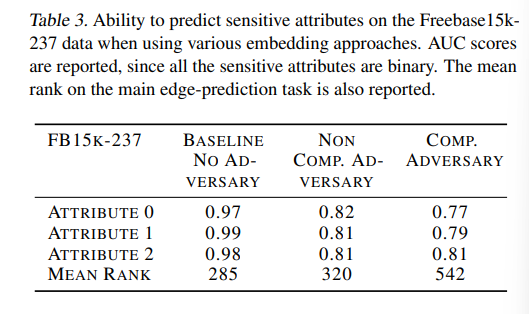 Table 3. Ability to predict sensitive attributes on the Freebase15k-
237 data when using various embedding approaches. AUC scores
are reported, since all the sensitive attributes are binary. The mean
rank on the main edge-prediction task is also reported.
FB15K-237 BASELINE NON COMP.
NO AD- COMP. AD- ADVERSARY
VERSARY VERSARY
ATTRIBUTE 0 0.97 0.82 0.77
ATTRIBUTE 1 0.99 0.81 0.79
ATTRIBUTE 2 0.98 0.81 0.81
MEAN RANK 285 320 542